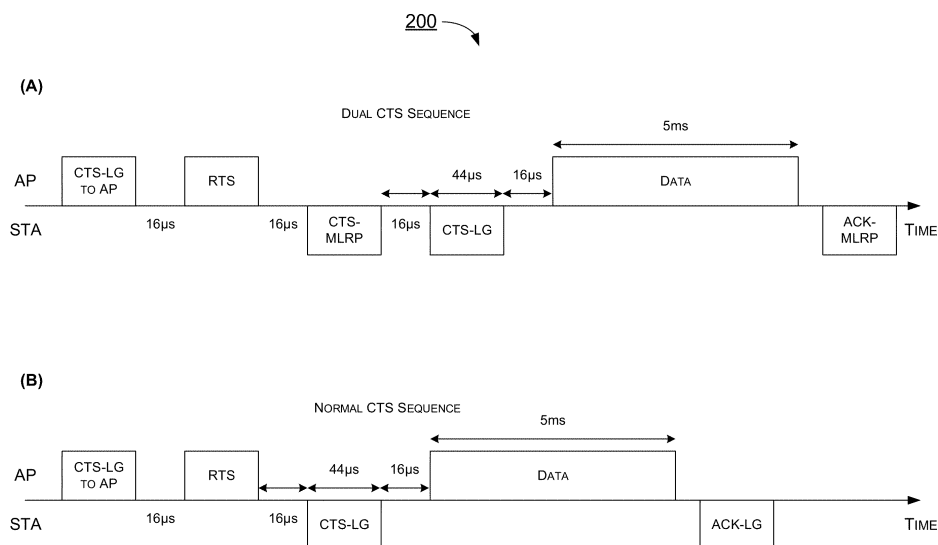 200
(A)
DUAL CTS SEQUENCE
5ms
AP
CTS-LG
TO AP
RTS
44µs
16µs
DATA
STA
16µs
16µs
CTS-
MLRP
16µs
CTS-LG
ACK-
MLRP
TIME
(B)
NORMAL CTS SEQUENCE
5ms
AP
CTS-LG
TO AP
RTS
44µs
16µs
DATA
STA
16µs
16µs
CTS-LG
ACK-LG
TIME